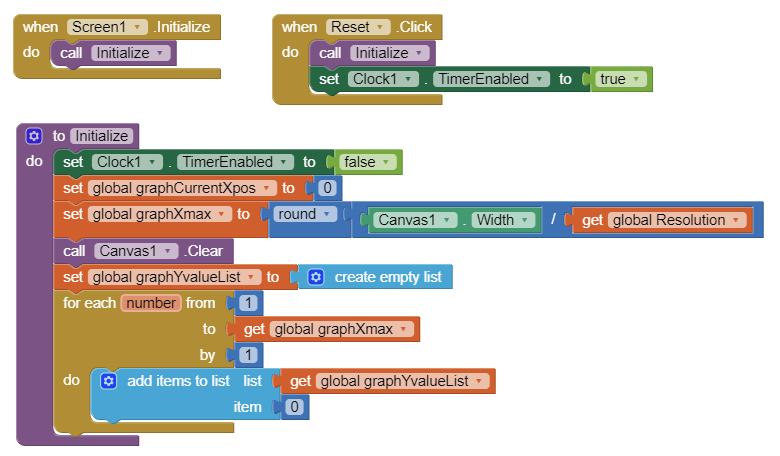 when Screen1 .Initialize
do call Initialize
when Reset .Click
do call Initialize
set Clock1 . TimerEnabled to true
to Initialize
do set Clock1 . TimerEnabled to false
set global graphCurrentXpos to 0
set global graphXmax to round Canvas1 . Width / get global Resolution
call Canvas1 .Clear
set global graphYvalueList to create empty list
for each number from 1
to get global graphXmax
by 1
do add items to list list get global graphYvalueList
item 0